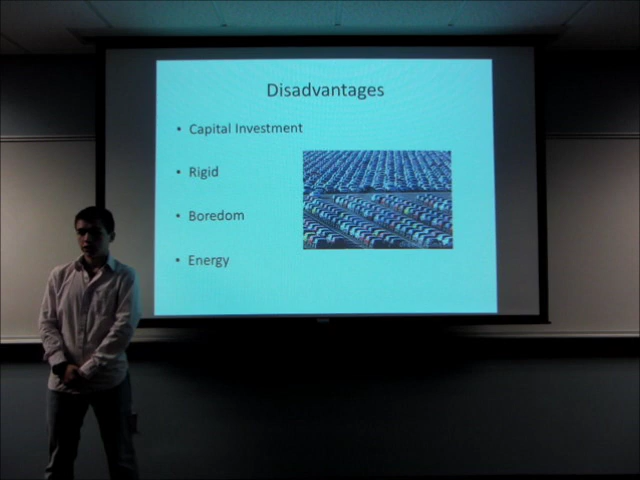 Disadvantages
• Capital Investment
• Rigid
• Boredom
• Energy